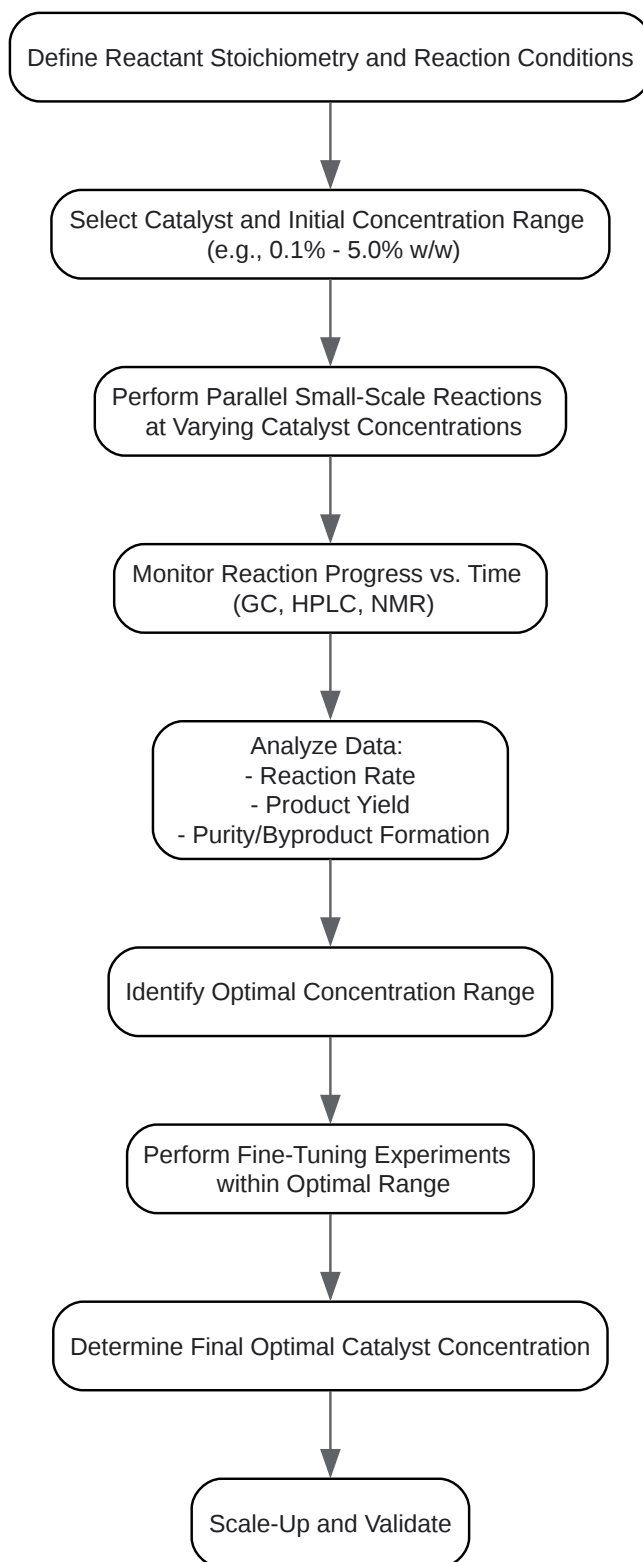 Define Reactant Stoichiometry and Reaction Conditions
Select Catalyst and Initial Concentration Range
(e.g., 0.1% - 5.0% w/w)
Perform Parallel Small-Scale Reactions
at Varying Catalyst Concentrations
Monitor Reaction Progress vs. Time
(GC, HPLC, NMR)
Analyze Data:
- Reaction Rate
- Product Yield
- Purity/Byproduct Formation
Identify Optimal Concentration Range
Perform Fine-Tuning Experiments
within Optimal Range
Determine Final Optimal Catalyst Concentration
Scale-Up and Validate